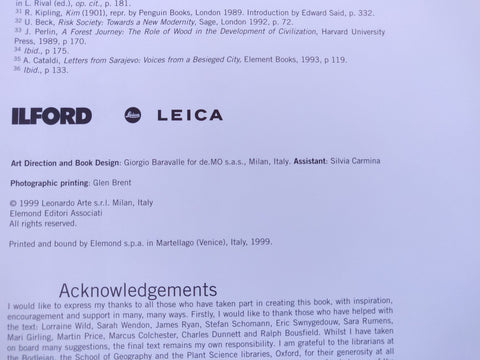 in L. Rival (ed.), op. cit., p. 181.
31 R. Kipling, Kim (1901), repr. by Penguin Books, London 1989. Introduction by Edward Said, p. 332.
32 U. Beck, Risk Society: Towards a New Modernity, Sage, London 1992, p. 72.
33 J. Perlin, A Forest Journey: The Role of Wood in the Development of Civilization, Harvard University
Press, 1989, p 170.
34 Ibid., p 175.
35 A. Cataldi, Letters from Sarajevo: Voices from a Besieged City, Element Books, 1993, p 119.
36 Ibid., p 133.
ILFORD Leica LEICA
Art Direction and Book Design: Giorgio Baravalle for de.MO s.a.s., Milan, Italy. Assistant: Silvia Carmina
Photographic printing: Glen Brent
© 1999 Leonardo Arte s.r.l. Milan, Italy
Elemond Editori Associati
All rights reserved.
Printed and bound by Elemond s.p.a. in Martellago (Venice), Italy, 1999.
Acknowledgements
I would like to express my thanks to all those who have taken part in creating this book, with inspiration,
encouragement and support in many, many ways. Firstly, I would like to thank those who have helped with
the text: Lorraine Wild, Sarah Wendon, James Ryan, Stefan Schomann, Eric Swnygedouw, Sara Rumens,
Mari Girling, Martin Price, Marcus Colchester, Charles Dunnett and Ralph Bousfield. Whilst I have taken
on board many suggestions, the final text remains my own responsibility. I am grateful to the librarians at
the Bodleian, the School of Geography and the Plant Science libraries, Oxford, for their generosity at all